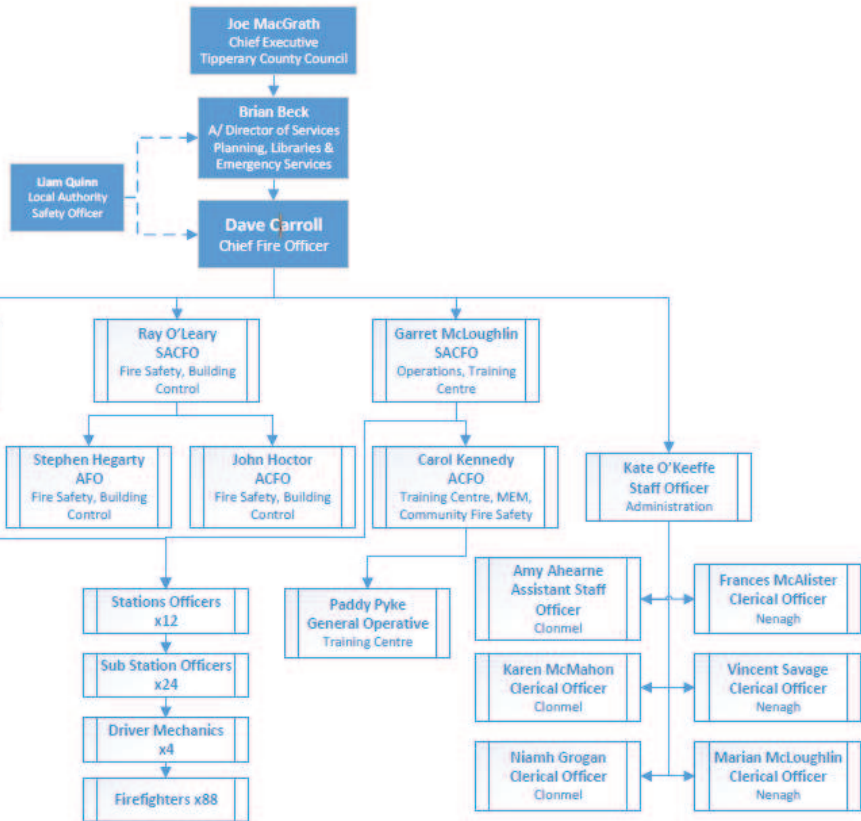 Joe MacGrath
Chief Executive
Tipperary County Council
Brian Beck
A/ Director of Services
Planning, Libraries &
Emergency Services
Liam Quinn
Local Authority
Safety Officer
Dave Carroll
Chief Fire Officer
Ray O'Leary
SACFO
Fire Safety, Building
Control
Garret McLoughlin
SACFO
Operations, Training
Centre
Stephen Hegarty
AFO
Fire Safety, Building
Control
John Hoctor
ACFO
Fire Safety, Building
Control
Carol Kennedy
ACFO
Training Centre, MEM,
Community Fire Safety
Kate O'Keeffe
Staff Officer
Administration
Stations Officers
x12
Sub Station Officers
x24
Driver Mechanics
x4
Firefighters x88
Paddy Pyke
General Operative
Training Centre
Amy Ahearne
Assistant Staff
Officer
Clonmel
Frances McAlister
Clerical Officer
Nenagh
Karen McMahon
Clerical Officer
Clonmel
Vincent Savage
Clerical Officer
Nenagh
Niamh Grogan
Clerical Officer
Clonmel
Marian McLoughlin
Clerical Officer
Nenagh